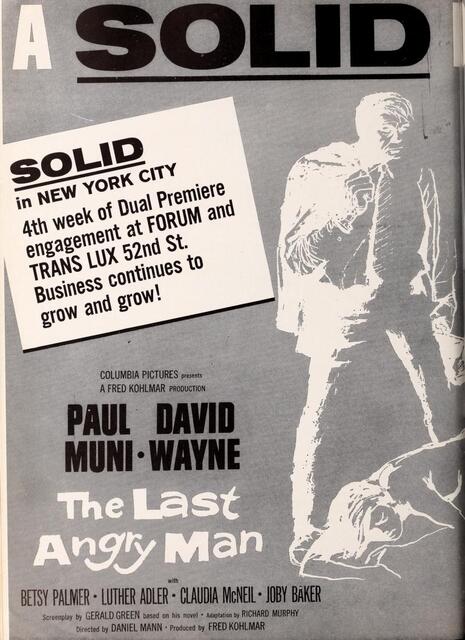 A SOLID
SOLID
in NEW YORK CITY
4th week of Dual Premiere
engagement at FORUM and
TRANS LUX 52nd St.
Business continues to
grow and grow!
COLUMBIA PICTURES presents
A FRED KOHLMAR PRODUCTION
PAUL DAVID
MUNI • WAYNE
The Last
Angry Man
with
BETSY PALMER • LUTHER ADLER • CLAUDIA McNEIL • JOBY BAKER
Screenplay by GERALD GREEN based on his novel • Adaptation by RICHARD MURPHY
Directed by DANIEL MANN • Produced by FRED KOHLMAR